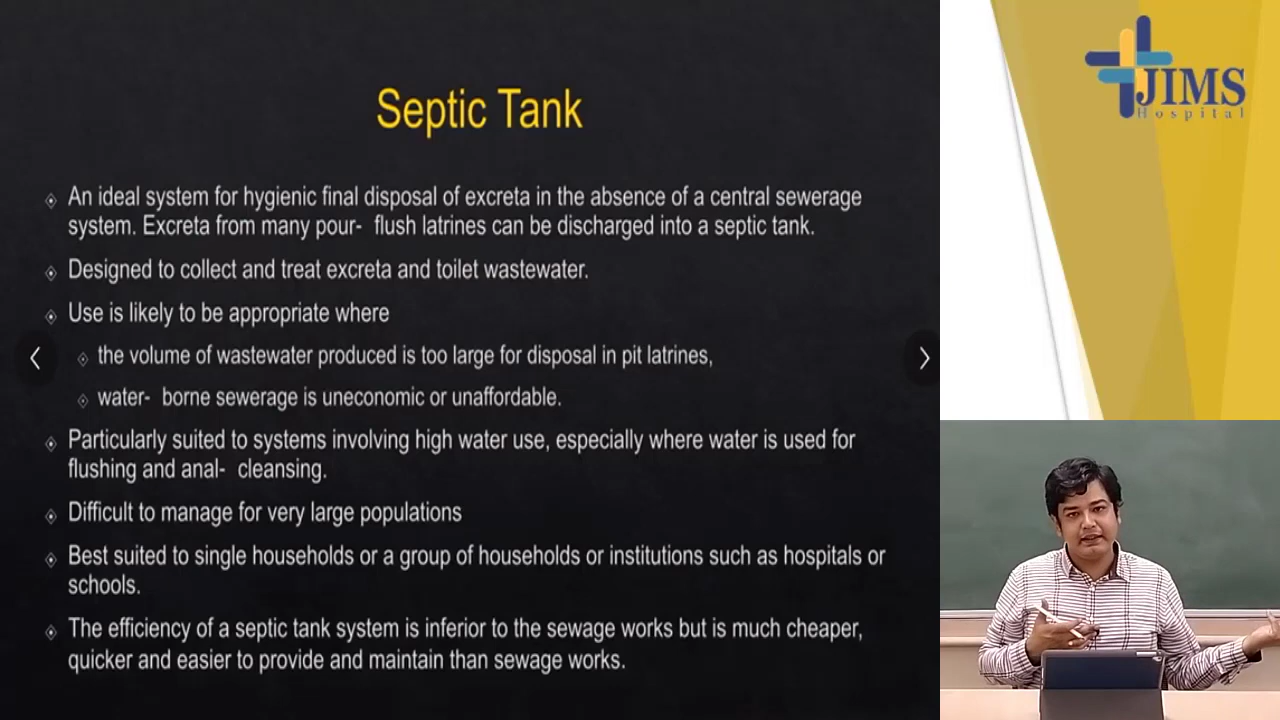 Septic Tank
An ideal system for hygienic final disposal of excreta in the absence of a central sewerage
system. Excreta from many pour-  flush latrines can be discharged into a septic tank.
Designed to collect and treat excreta and toilet wastewater.
Use is likely to be appropriate where
the volume of wastewater produced is too large for disposal in pit latrines,
water-  borne sewerage is uneconomic or unaffordable.
Particularly suited to systems involving high water use, especially where water is used for
flushing and anal-  cleansing.
Difficult to manage for very large populations
Best suited to single households or a group of households or institutions such as hospitals or
schools.
The efficiency of a septic tank system is inferior to the sewage works but is much cheaper,
quicker and easier to provide and maintain than sewage works.
JIMS
Hospital